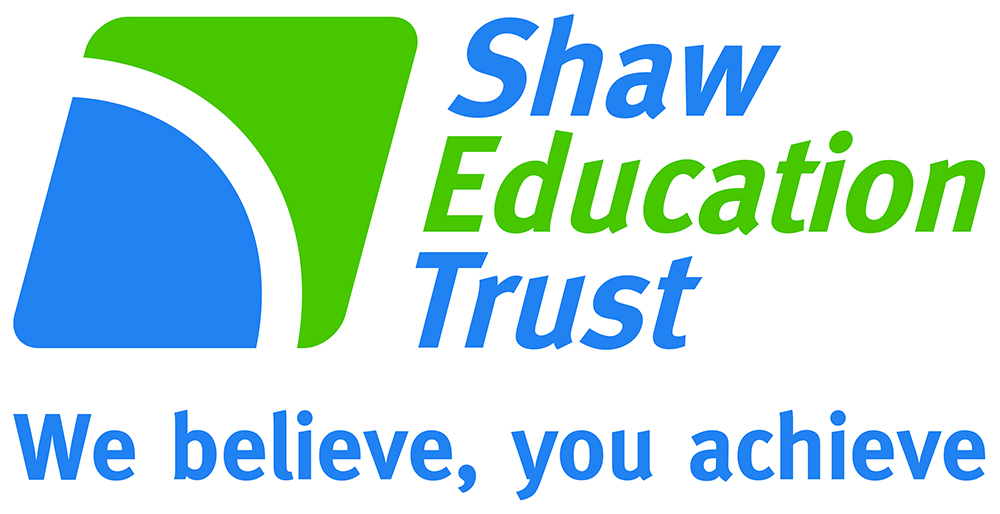 Shaw
Education
Trust
We believe, you achieve